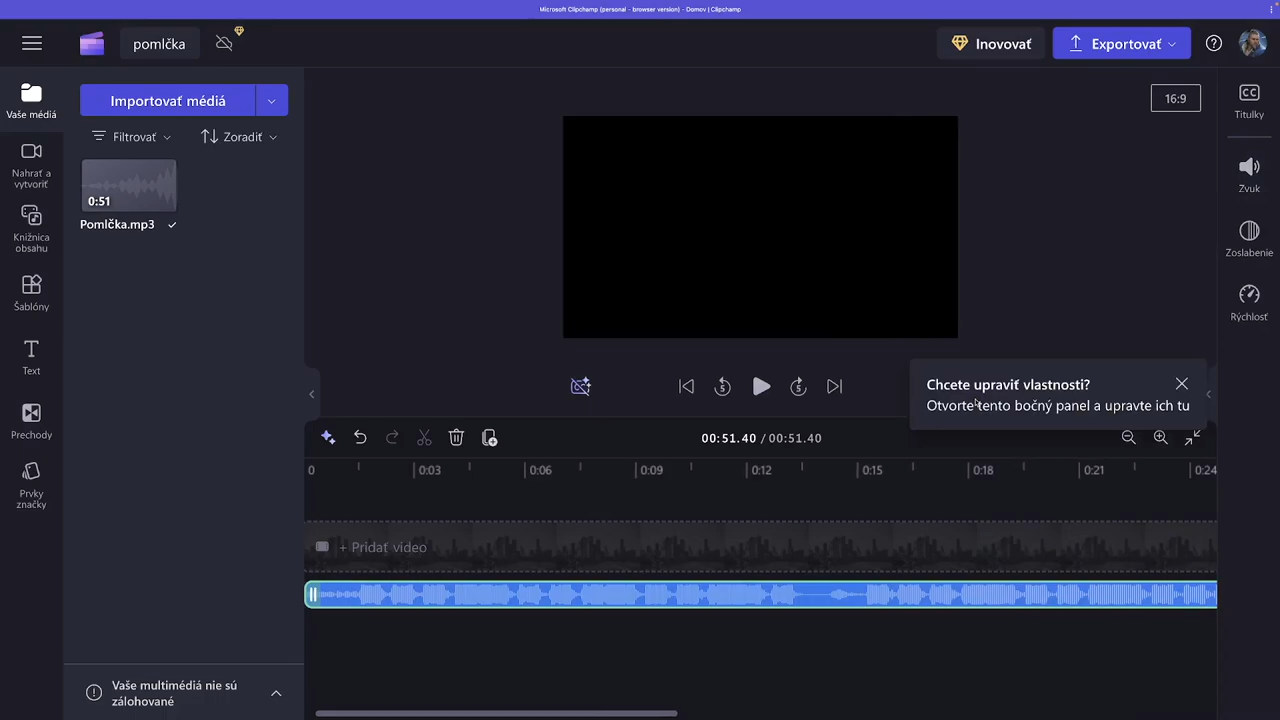 Microsoft Clipchamp (personal - browser version) - Domov | Clipchamp
pomlčka
Inovovať
Exportovať
Vaše médiá
Importovať médiá
16:9
Titulky
Filtrovať
Zoradiť
Nahrať a
vytvoriť
0:51
Pomlčka.mp3
Zvuk
Knižnica
obsahu
Zoslabenie
Šablóny
Rýchlosť
Text
Chcete upraviť vlastnosti?
Otvorte tento bočný panel a upravte ich tu
Prechody
00:51.40 / 00:51.40
0
0:03
0:06
0:09
0:12
0:15
0:18
0:21
0:24
Prvky
značky
+ Pridať video
Vaše multimédiá nie sú
zálohované